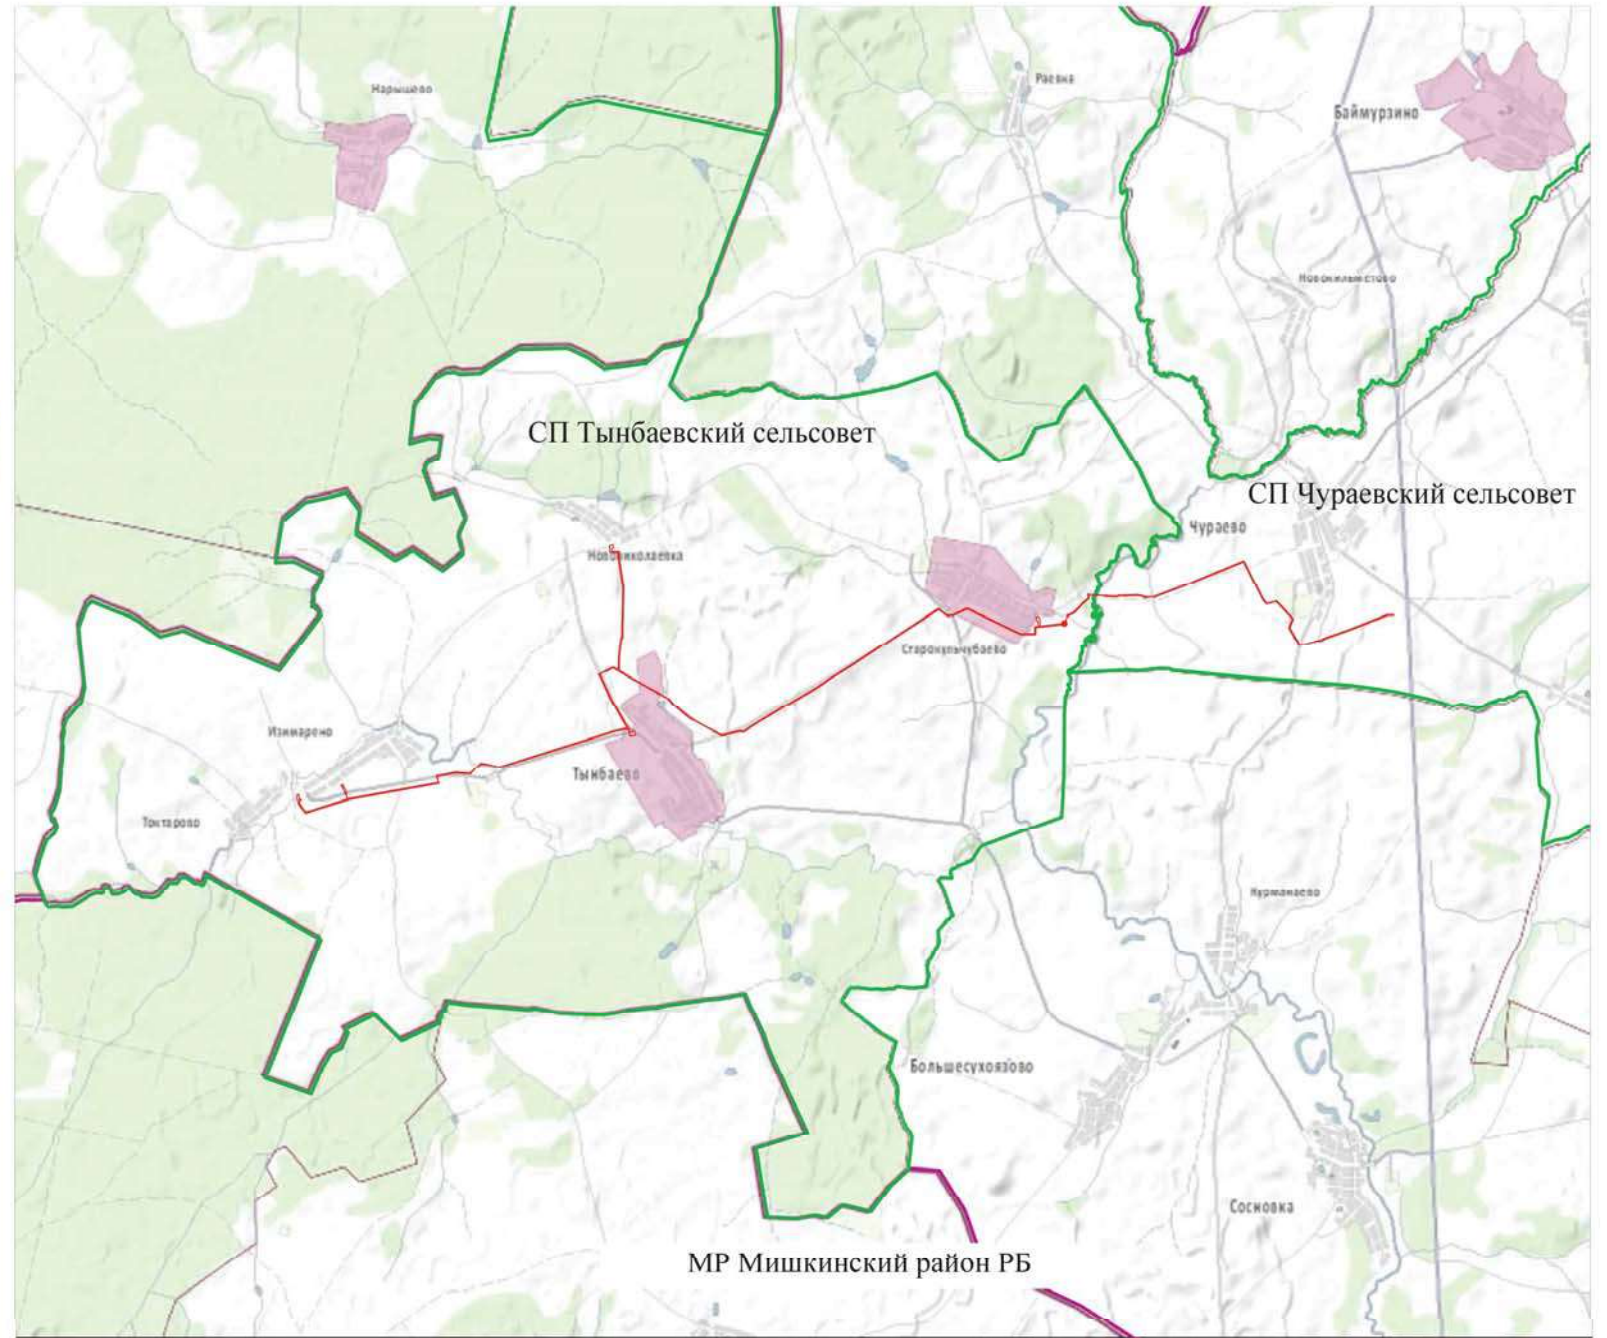 Нарышево
Раевка
Баймурзино
Новокильметово
СП Тынбаевский сельсовет
СП Чураевский сельсовет
Чураево
Новониколаевка
Старокульчубаево
Изимарено
Тынбаево
Токтарово
Курманаево
Большесухоязово
Сосновка
МР Мишкинский район РБ